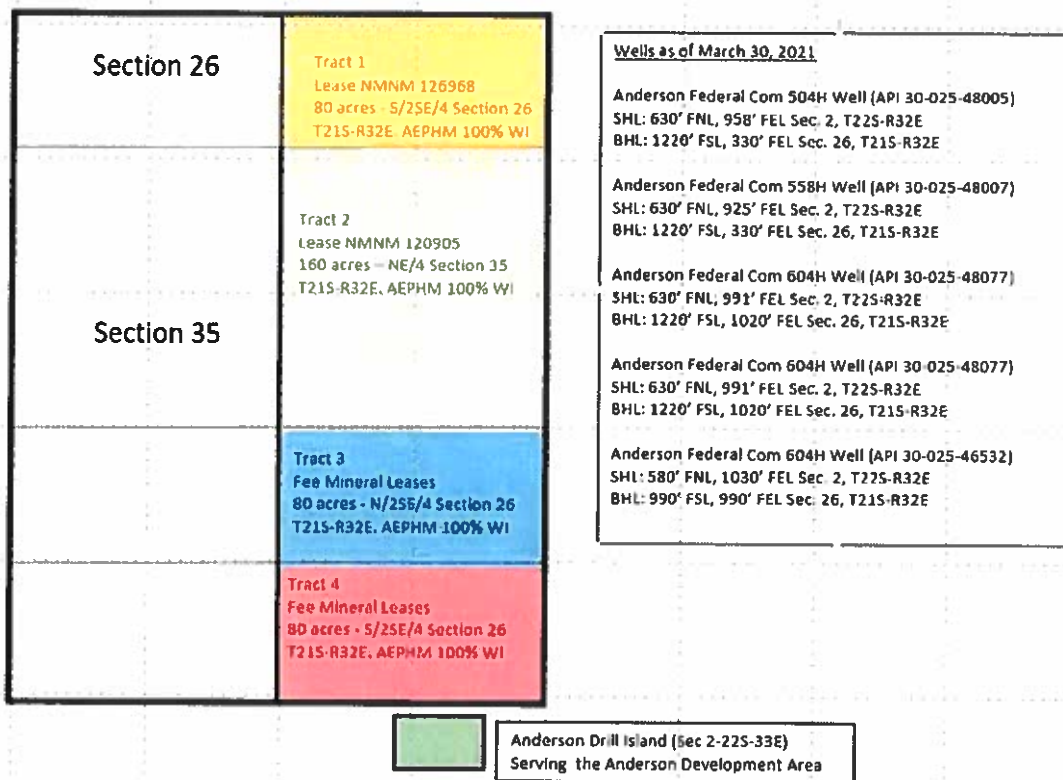 Section 26
Tract 1
Lease NMNM 126968
80 acres - S/2SE/4 Section 26
T21S-R32E, AEPHM 100% WI
Tract 2
Lease NMNM 120905
160 acres – NE/4 Section 35
T21S-R32E, AEPHM 100% WI
Section 35
Tract 3
Fee Mineral Leases
80 acres - N/2SE/4 Section 26
T21S-R32E. AEPHM 100% WI
Tract 4
Fee Mineral Leases
80 acres - S/2SE/4 Section 26
T21S-R32E, AEPHM 100% WI
Wells as of March 30, 2021
Anderson Federal Com 504H Well (API 30-025-48005)
SHL: 630' FNL, 958' FEL Sec. 2, T22S-R32E
BHL: 1220' FSL, 330' FEL Sec. 26, T21S-R32E
Anderson Federal Com 558H Well (API 30-025-48007)
SHL: 630' FNL, 925' FEL Sec. 2, T22S-R32E
BHL: 1220' FSL, 330' FEL Sec. 26, T21S-R32E
Anderson Federal Com 604H Well (API 30-025-48077)
SHL: 630' FNL, 991' FEL Sec. 2, T22S-R32E
BHL: 1220' FSL, 1020' FEL Sec. 26, T21S-R32E
Anderson Federal Com 604H Well (API 30-025-48077)
SHL: 630' FNL, 991' FEL Sec. 2, T22S-R32E
BHL: 1220' FSL, 1020' FEL Sec. 26, T21S-R32E
Anderson Federal Com 604H Well (API 30-025-46532)
SHL: 580' FNL, 1030' FEL Sec. 2, T22S-R32E
BHL: 990' FSL, 990' FEL Sec. 26, T21S-R32E
Anderson Drill Island (Sec 2-22S-33E)
Serving the Anderson Development Area